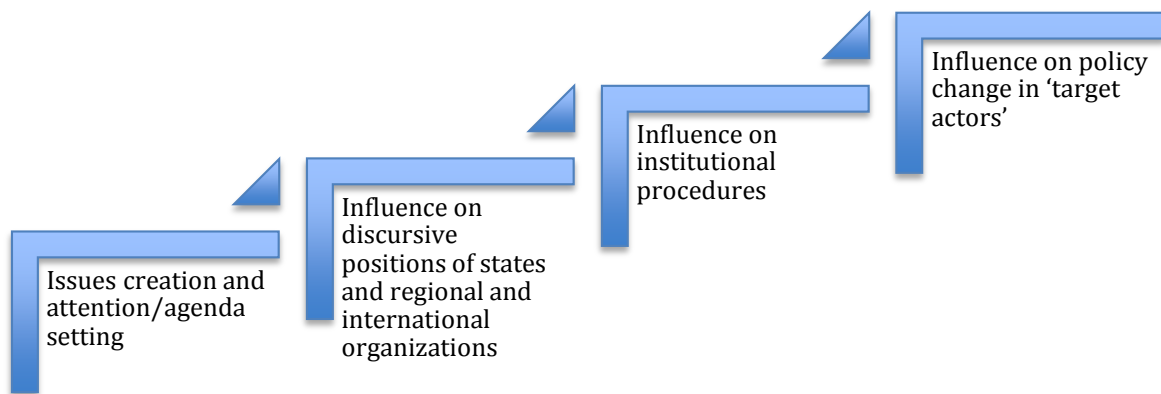 Issues creation and
attention/agenda
setting
Influence on
discursive
positions of states
and regional and
international
organizations
Influence on
institutional
procedures
Influence on policy
change in ‘target
actors’